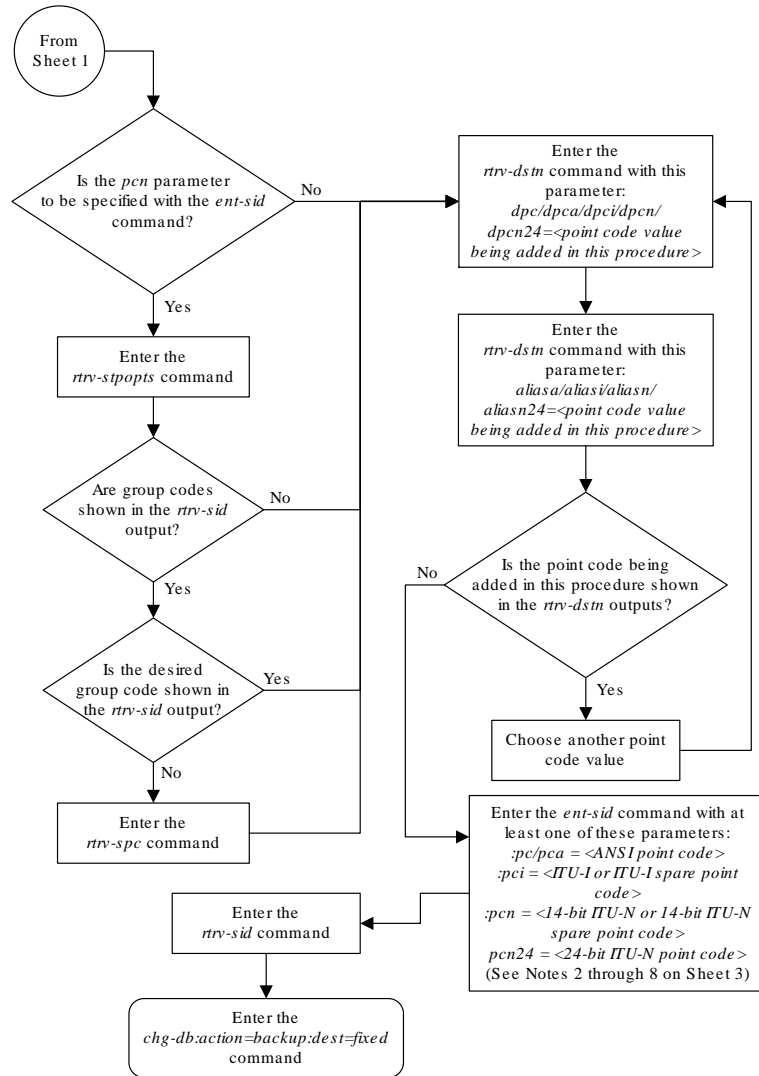 From
Sheet 1
Is the pcn parameter
to be specified with the ent-sid
command?
No
Yes
Enter the
rtrv-stpopts command
Are group codes
shown in the rtrv-sid
output?
No
Yes
Is the desired
group code shown in
the rtrv-sid output?
Yes
No
Enter the
rtrv-spc command
Enter the
rtrv-dstn command with this
parameter:
dpc/dpca/dpci/dpcn/
dpcn24=<point code value
being added in this procedure>
Enter the
rtrv-dstn command with this
parameter:
aliasa/aliasi/aliasn/
aliasn24=<point code value
being added in this procedure>
Is the point code being
added in this procedure shown
in the rtrv-dstn outputs?
No
Yes
Choose another point
code value
Enter the ent-sid command with at
least one of these parameters:
:pc/pca = <ANSI point code>
:pci = <ITU-I or ITU-I spare point
code>
:pcn = <14-bit ITU-N or 14-bit ITU-N
spare point code>
pcn24 = <24-bit ITU-N point code>
(See Notes 2 through 8 on Sheet 3)
Enter the
rtrv-sid command
Enter the
chg-db:action=backup:dest=fixed
command